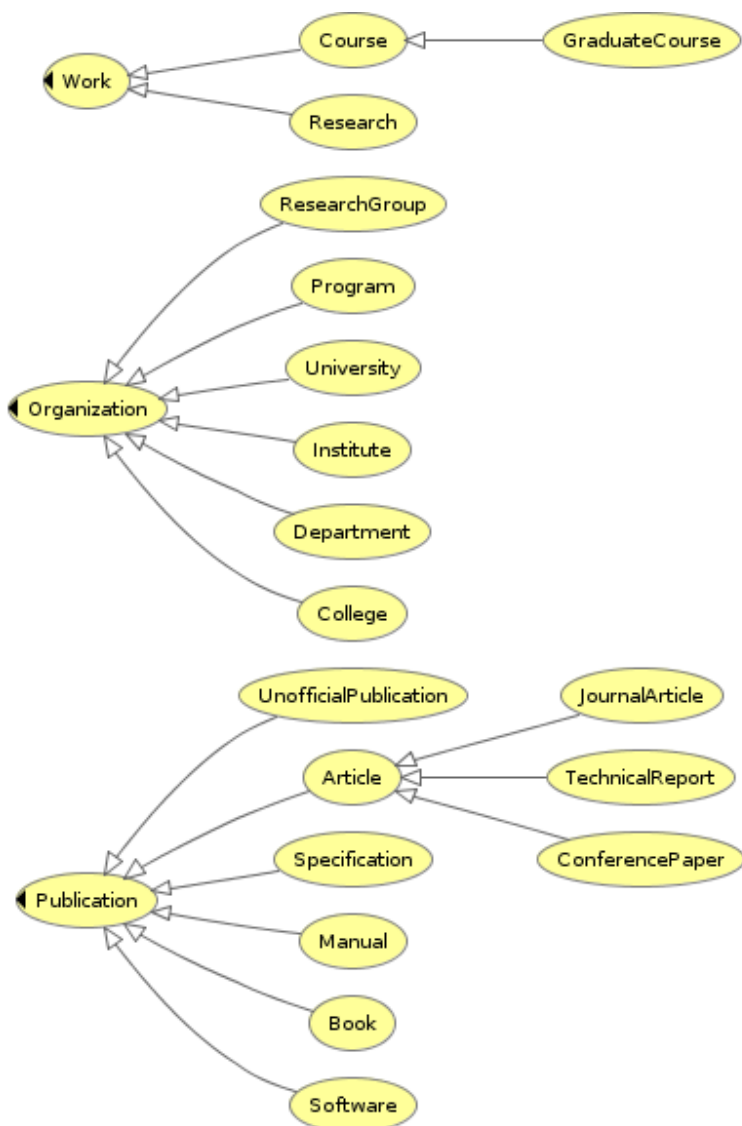 Course
GraduateCourse
Work
Research
ResearchGroup
Program
University
Organization
Institute
Department
College
UnofficialPublication
JournalArticle
Article
TechnicalReport
Specification
ConferencePaper
Publication
Manual
Book
Software